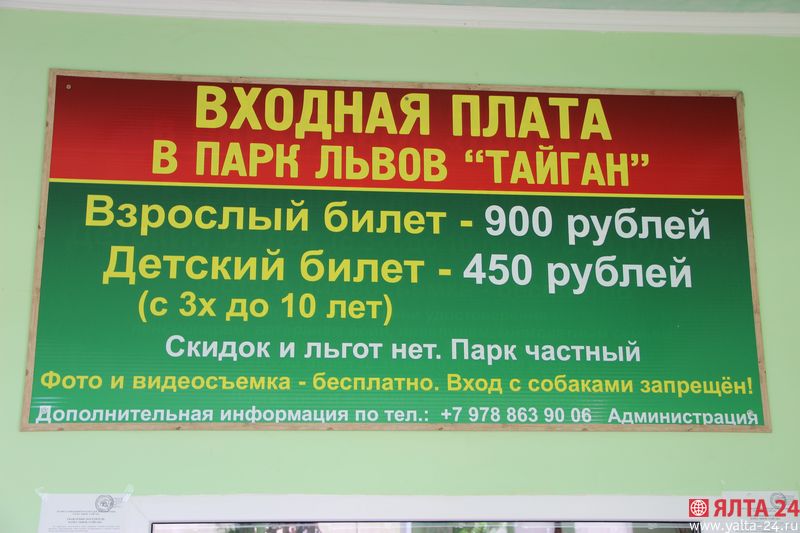 ВХОДНАЯ ПЛАТА
В ПАРК ЛЬВОВ “ТАЙГАН”
Взрослый билет - 900 рублей
Детский билет - 450 рублей
(с 3х до 10 лет)
Скидок и льгот нет. Парк частный
Фото и видеосъемка - бесплатно. Вход с собаками запрещён!
Дополнительная информация по тел.: +7 978 863 90 06 Администрация
ЯЛТА 24
www.yalta-24.ru